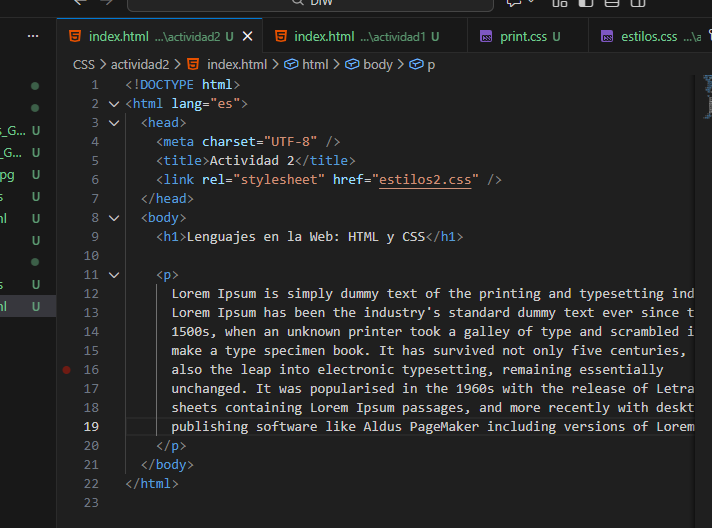 DIW
index.html ...\actividad2 U
index.html ...\actividad1 U
print.css U
estilos.css ...\a
CSS > actividad2 > index.html > html > body > p
1 <!DOCTYPE html>
2 <html lang="es">
3 <head>
4 <meta charset="UTF-8" />
5 <title>Actividad 2</title>
6 <link rel="stylesheet" href="estilos2.css" />
7 </head>
8 <body>
9 <h1>Lenguajes en la Web: HTML y CSS</h1>
10
11 <p>
12 Lorem Ipsum is simply dummy text of the printing and typesetting ind
13 Lorem Ipsum has been the industry's standard dummy text ever since t
14 1500s, when an unknown printer took a galley of type and scrambled i
15 make a type specimen book. It has survived not only five centuries,
16 also the leap into electronic typesetting, remaining essentially
17 unchanged. It was popularised in the 1960s with the release of Letra
18 sheets containing Lorem Ipsum passages, and more recently with deskt
19 publishing software like Aldus PageMaker including versions of Lorem
20 </p>
21 </body>
22 </html>
23
s_G... U
_G... U
pg U
s U
ml U
U
s U
ml U